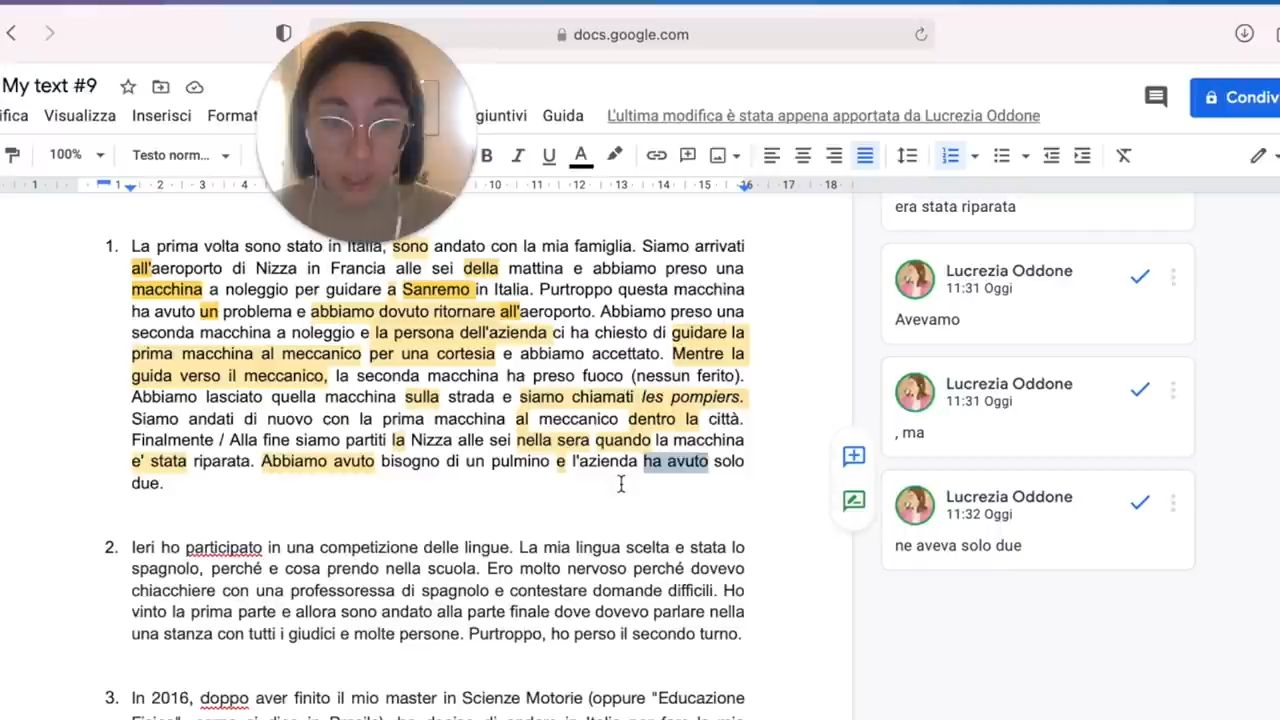 docs.google.com
My text #9
ifica Visualizza Inserisci Format giuntivi Guida L'ultima modifica è stata appena apportata da Lucrezia Oddone
Condiv
100% Testo norm... B I U A
1 1 2 3 4 10 11 12 13 14 15 16 17 18
era stata riparata
1. La prima volta sono stato in Italia, sono andato con la mia famiglia. Siamo arrivati
all'aeroporto di Nizza in Francia alle sei della mattina e abbiamo preso una
macchina a noleggio per guidare a Sanremo in Italia. Purtroppo questa macchina
ha avuto un problema e abbiamo dovuto ritornare all'aeroporto. Abbiamo preso una
seconda macchina a noleggio e la persona dell'azienda ci ha chiesto di guidare la
prima macchina al meccanico per una cortesia e abbiamo accettato. Mentre la
guida verso il meccanico, la seconda macchina ha preso fuoco (nessun ferito).
Abbiamo lasciato quella macchina sulla strada e siamo chiamati les pompiers.
Siamo andati di nuovo con la prima macchina al meccanico dentro la città.
Finalmente / Alla fine siamo partiti la Nizza alle sei nella sera quando la macchina
e' stata riparata. Abbiamo avuto bisogno di un pulmino e l'azienda ha avuto solo
due.
Lucrezia Oddone
11:31 Oggi
Avevamo
Lucrezia Oddone
11:31 Oggi
, ma
Lucrezia Oddone
11:32 Oggi
ne aveva solo due
2. Ieri ho participato in una competizione delle lingue. La mia lingua scelta e stata lo
spagnolo, perché e cosa prendo nella scuola. Ero molto nervoso perché dovevo
chiacchiere con una professoressa di spagnolo e contestare domande difficili. Ho
vinto la prima parte e allora sono andato alla parte finale dove dovevo parlare nella
una stanza con tutti i giudici e molte persone. Purtroppo, ho perso il secondo turno.
3. In 2016, doppo aver finito il mio master in Scienze Motorie (oppure "Educazione